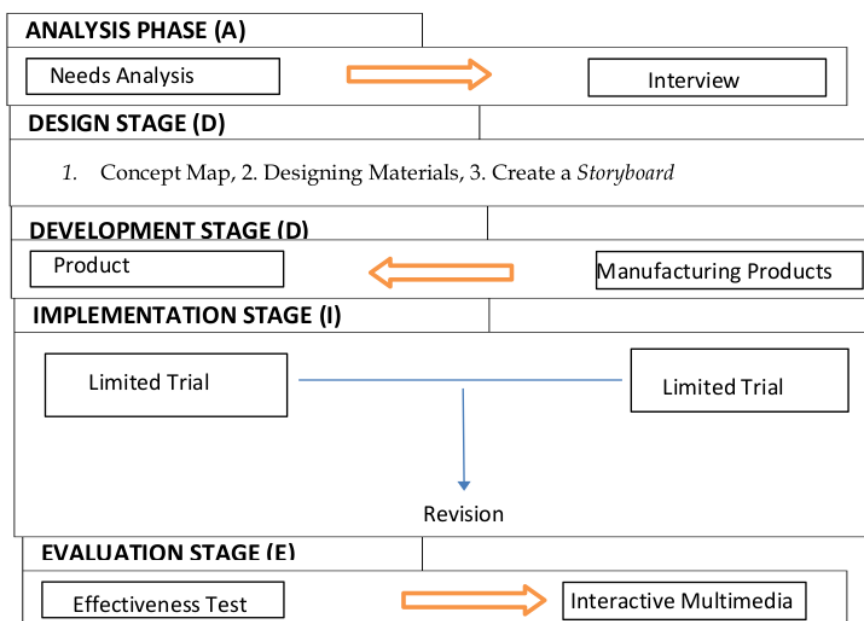 ANALYSIS PHASE (A)
Needs Analysis
Interview
DESIGN STAGE (D)
1. Concept Map, 2. Designing Materials, 3. Create a Storyboard
DEVELOPMENT STAGE (D)
Product
Manufacturing Products
IMPLEMENTATION STAGE (I)
Limited Trial
Limited Trial
Revision
EVALUATION STAGE (E)
Effectiveness Test
Interactive Multimedia